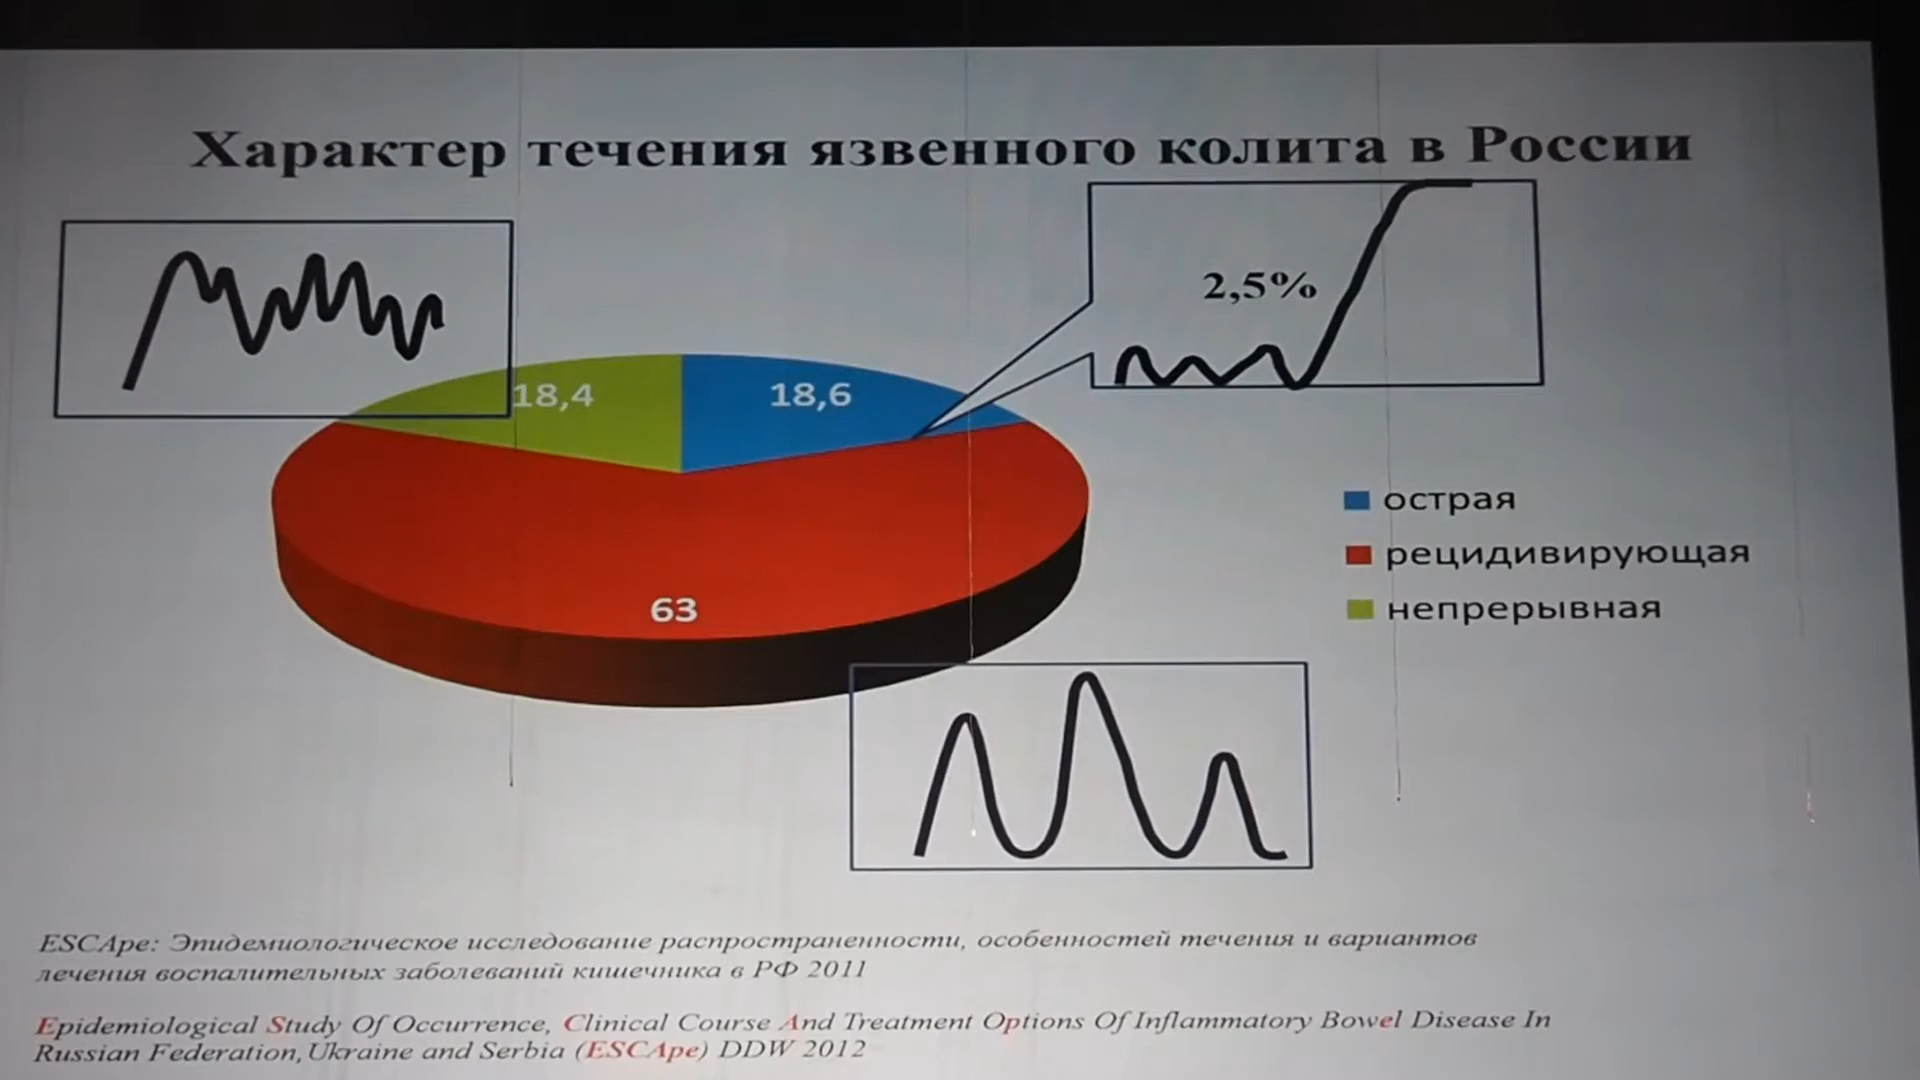 Характер течения язвенного колита в России
2,5%
18,4
18,6
63
острая
рецидивирующая
непрерывная
ESCApe: Эпидемиологическое исследование распространенности, особенностей течения и вариантов
лечения воспалительных заболеваний кишечника в РФ 2011
Epidemiological Study Of Occurrence, Clinical Course And Treatment Options Of Inflammatory Bowel Disease In
Russian Federation, Ukraine and Serbia (ESCApe) DDW 2012